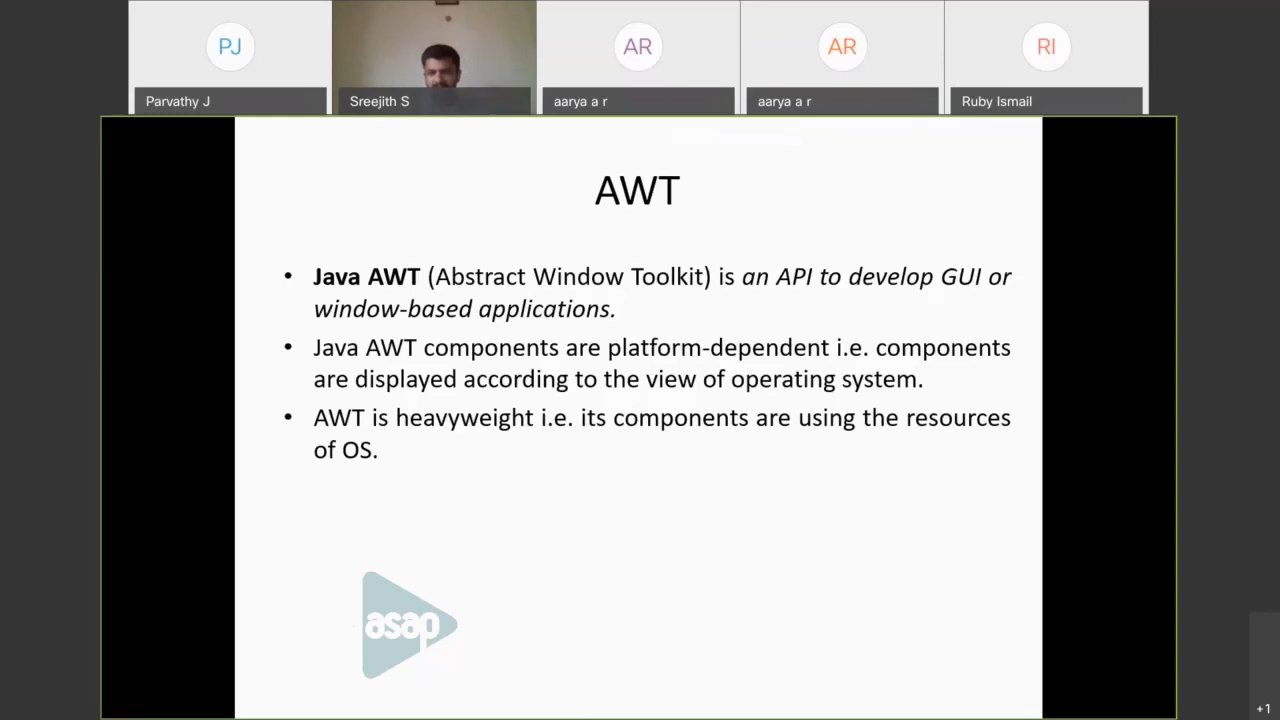 PJ
AR
AR
RI
Parvathy J
Sreejith S
aarya a r
aarya a r
Ruby Ismail
AWT
• Java AWT (Abstract Window Toolkit) is an API to develop GUI or
window-based applications.
• Java AWT components are platform-dependent i.e. components
are displayed according to the view of operating system.
• AWT is heavyweight i.e. its components are using the resources
of OS.
asap
+1